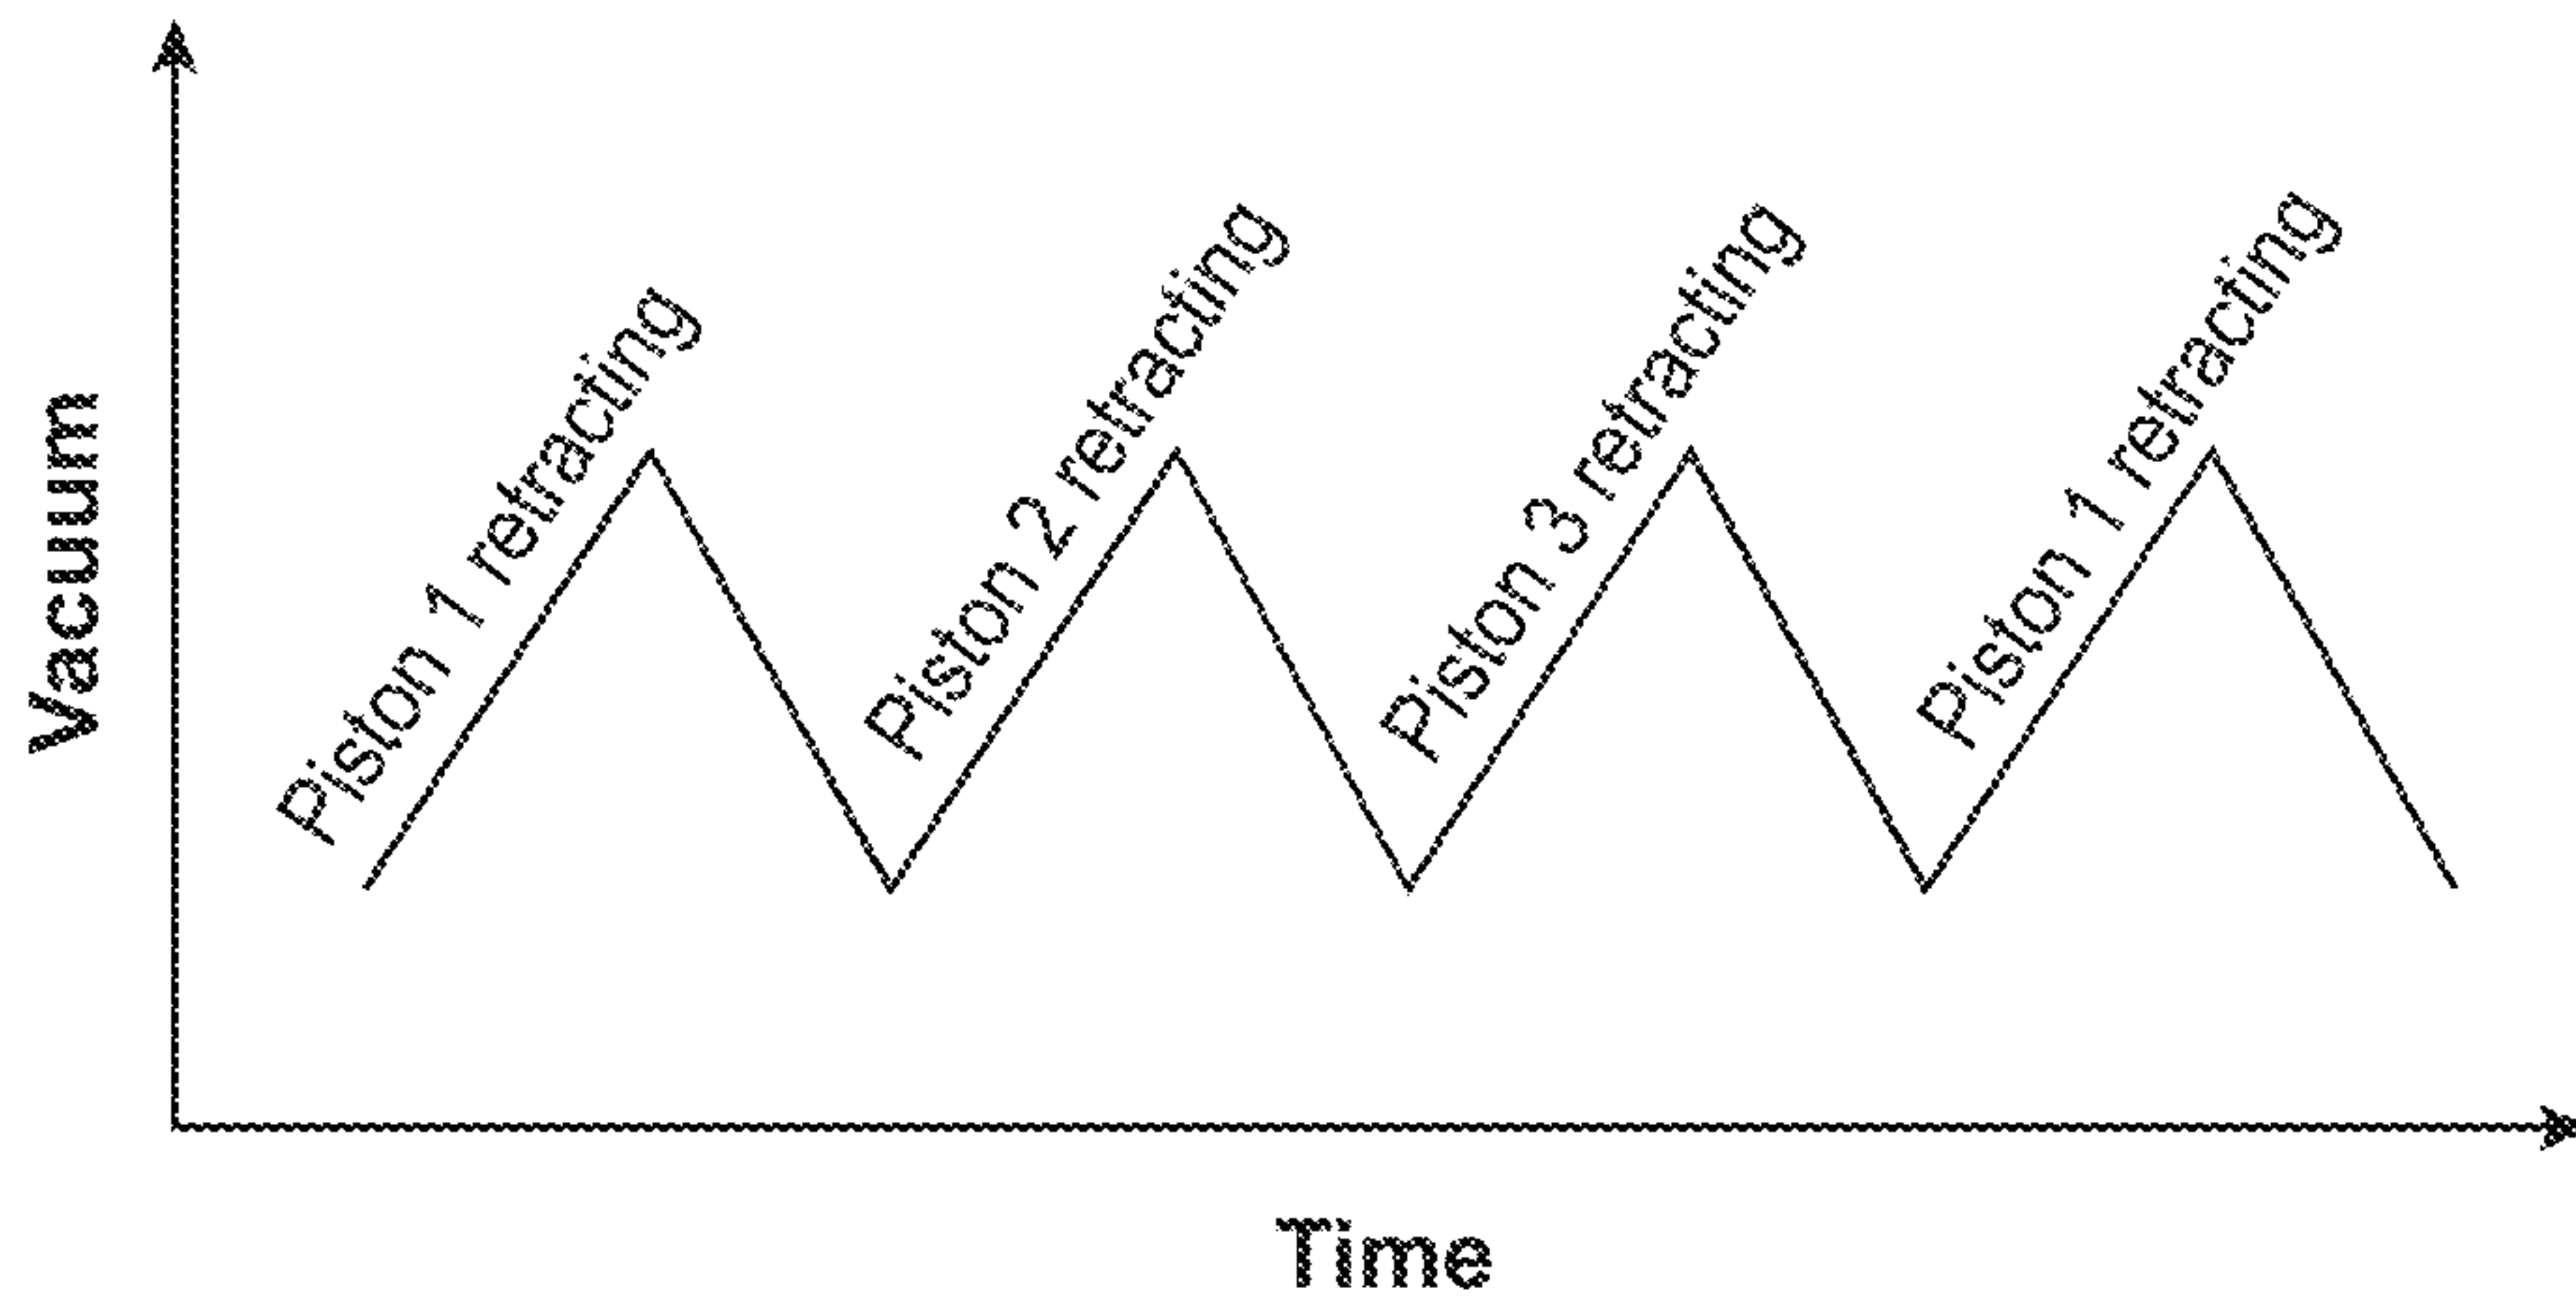 Vacuum
Piston 1 retracting
Piston 2 retracting
Piston 3 retracting
Piston 1 retracting
Time